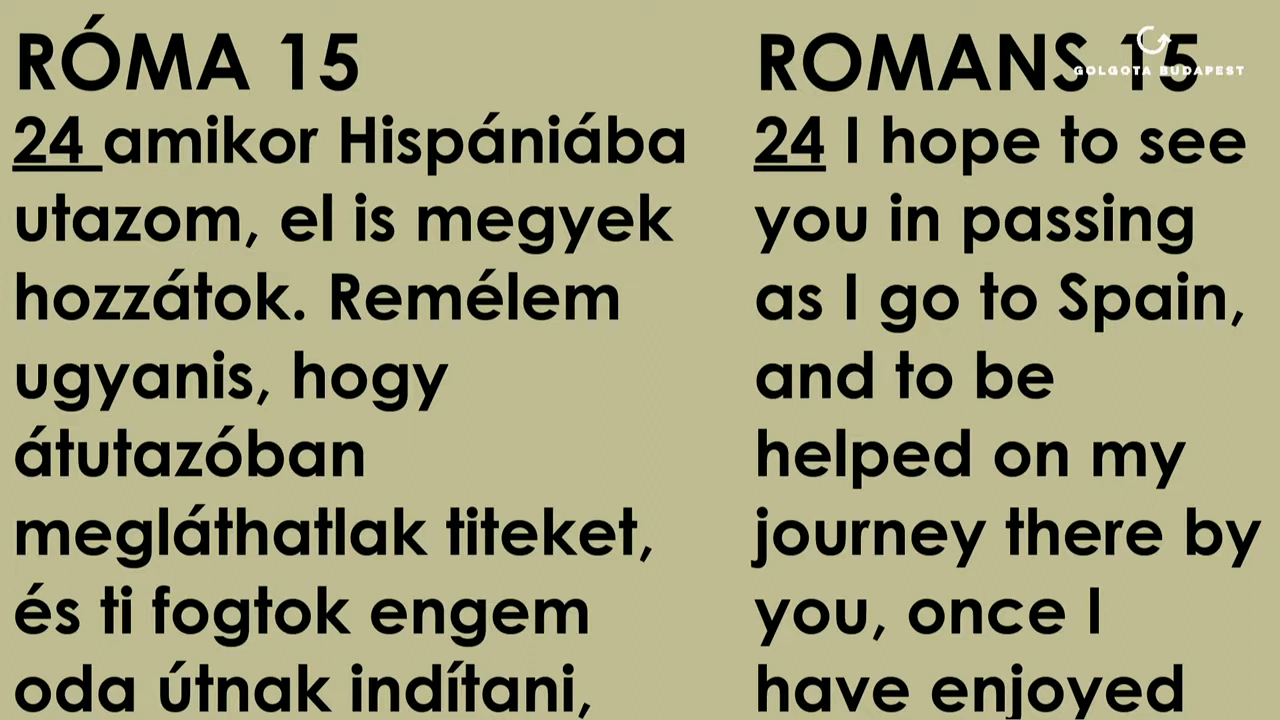 RÓMA 15
24 amikor Hispániába
utazom, el is megyek
hozzátok. Remélem
ugyanis, hogy
átutazóban
megláthatlak titeket,
és ti fogtok engem
oda útnak indítani,
ROMANS 15
GOLGOTA BUDAPEST
24 I hope to see
you in passing
as I go to Spain,
and to be
helped on my
journey there by
you, once I
have enjoyed